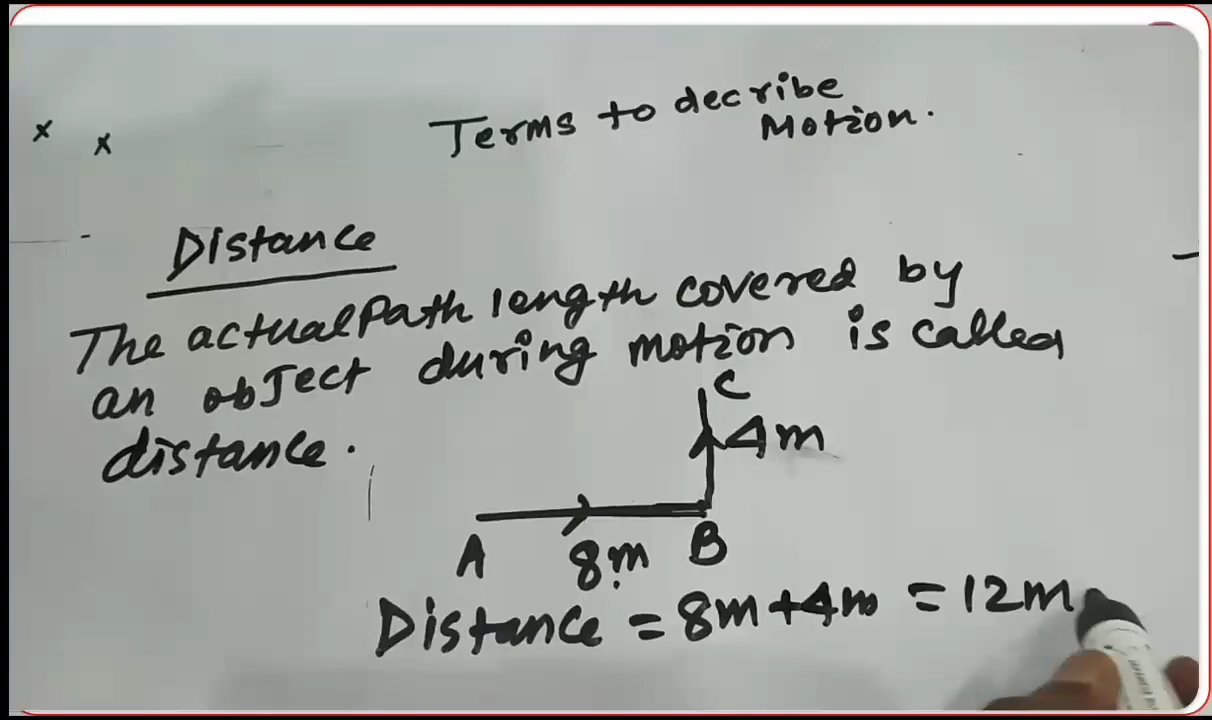 Terms to decribe
Motion.
x x
Distance
The actual Path length covered by
an obJect during motion is called
distance.
C
4m
A 8m B
Distance = 8m+4m = 12m